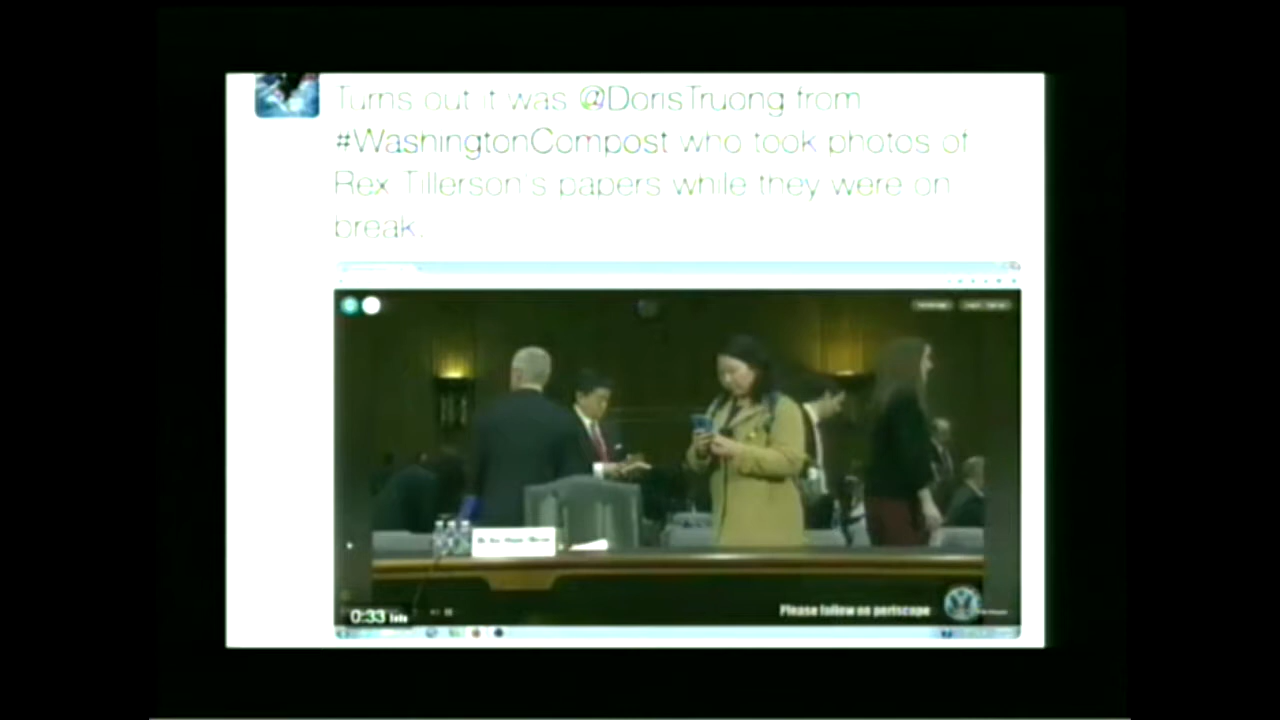 Turns out it was @DorisTruong from
#WashingtonCompost who took photos of
Rex Tillerson's papers while they were on
break.
Please follow on periscope
0:33